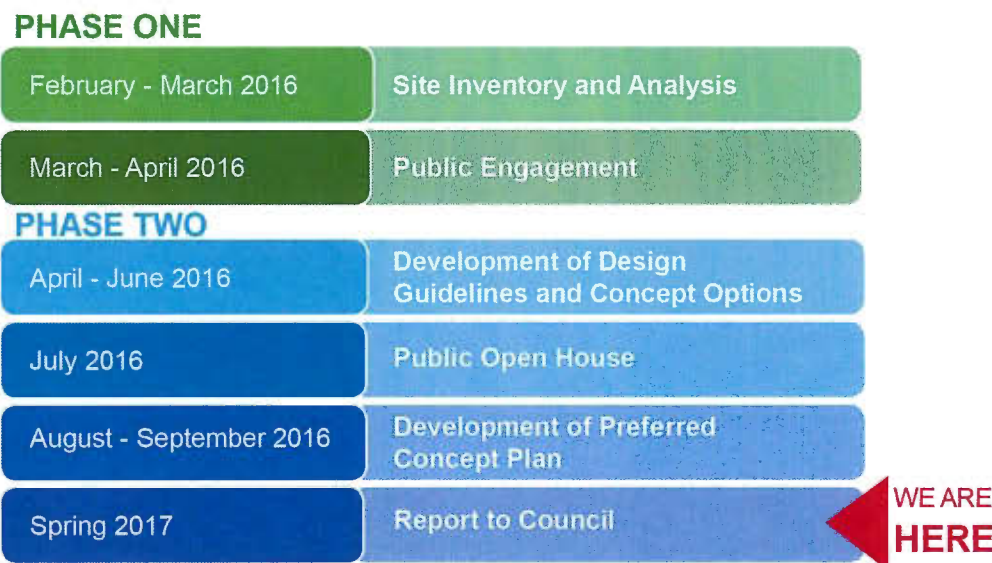 PHASE ONE
February - March 2016
Site Inventory and Analysis
March - April 2016
Public Engagement
PHASE TWO
April - June 2016
Development of Design
Guidelines and Concept Options
July 2016
Public Open House
August - September 2016
Development of Preferred
Concept Plan
Spring 2017
Report to Council
WE ARE
HERE